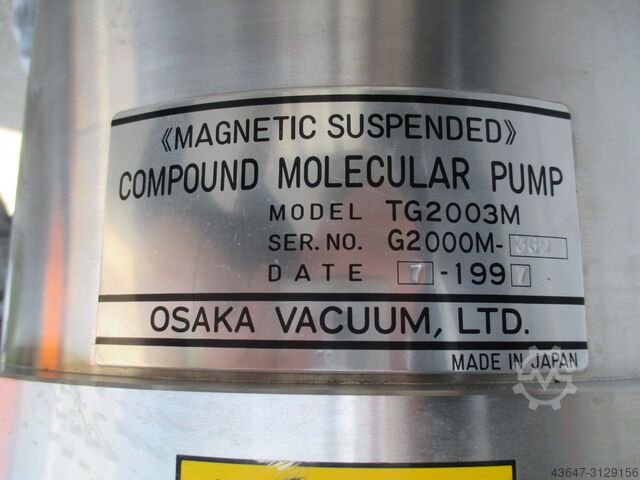 《MAGNETIC SUSPENDED》
COMPOUND MOLECULAR PUMP
MODEL TG2003M
SER. NO. G2000M-
DATE 7-1997
OSAKA VACUUM, LTD.
MADE IN JAPAN
43647-3129156